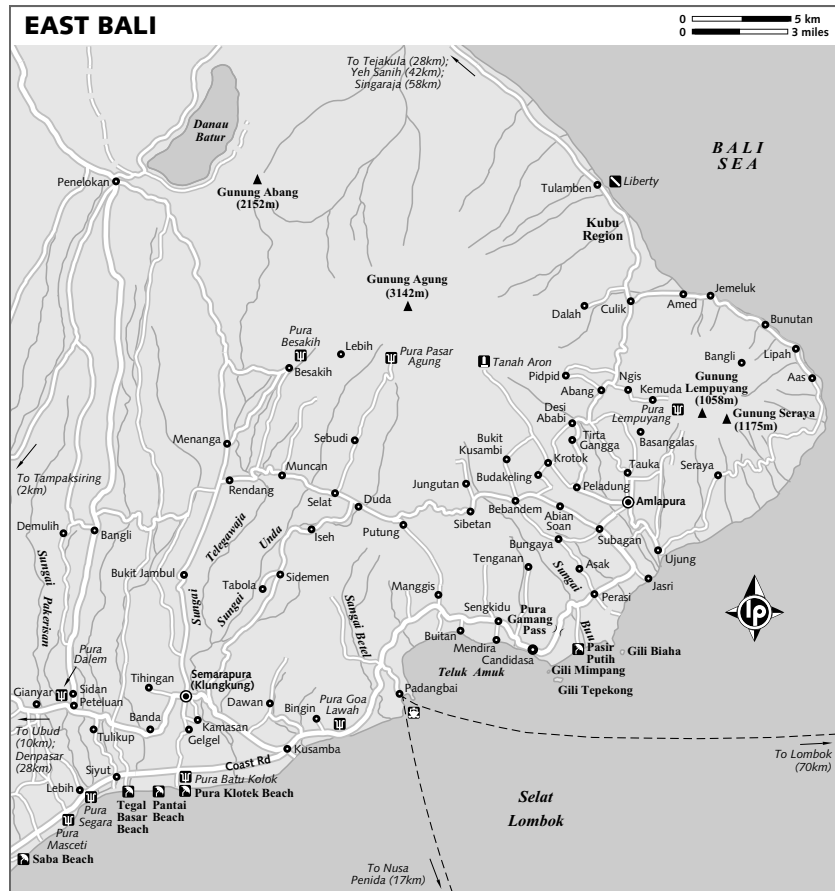 EAST BALI
0 5 km
0 3 miles
To Tejakula (28km);
Yeh Sanih (42km);
Singaraja (58km)
Danau
Batur
BALI
SEA
Penelokan
Gunung Abang
(2152m)
Tulamben
Liberty
Kubu
Region
Gunung Agung
(3142m)
Jemeluk
Dalah
Culik
Amed
Bunutan
Pura
Besakih
Lebih
Pura Pasar
Agung
Tanah Aron
Bangli
Lipah
Besakih
Pidpid
Ngis
Gunung
Lempuyang
(1058m)
Aas
Abang
Kemuda
Pura
Lempuyang
Gunung Seraya
(1175m)
Desi
Ababi
Menanga
Sebudi
Bukit
Kusambi
Tirta
Gangga
Basangalas
To Tampaksiring
(2km)
Muncan
Krotok
Tauka
Seraya
Rendang
Jungutan
Budakeling
Peladung
Selat
Duda
Bebandem
Amlapura
Demulih
Bangli
Telegawaja
Unda
Iseh
Putung
Sibetan
Abian
Soan
Subagan
Bungaya
Ujung
Sungai
Pakerisan
Bukit Jambul
Sungai
Tabola
Sidemen
Sungai
Tenganan
Sungai
Asak
Jasri
Manggis
Perasi
Sangai Betel
Sengkidu
Pura
Gamang
Pass
Buu
Pura
Dalem
Buitan
Mendira
Candidasa
Pasir
Putih
Gili Biaha
Gili Mimpang
Gili Tepekong
lp
Teluk Amuk
Tihingan
Semarapura
(Klungkung)
Gianyar
Sidan
Peteluan
Padangbai
Dawan
Bingin
Pura Goa
Lawah
Banda
Kamasan
To Ubud
(10km);
Denpasar
(28km)
Tulikup
Gelgel
Kusamba
To Lombok
(70km)
Coast Rd
Siyut
Pura Batu Kolok
Lebih
Pura
Segara
Tegal
Basar
Beach
Pantai
Beach
Pura Klotek Beach
Selat
Lombok
Pura
Masceti
Saba Beach
To Nusa
Penida (17km)